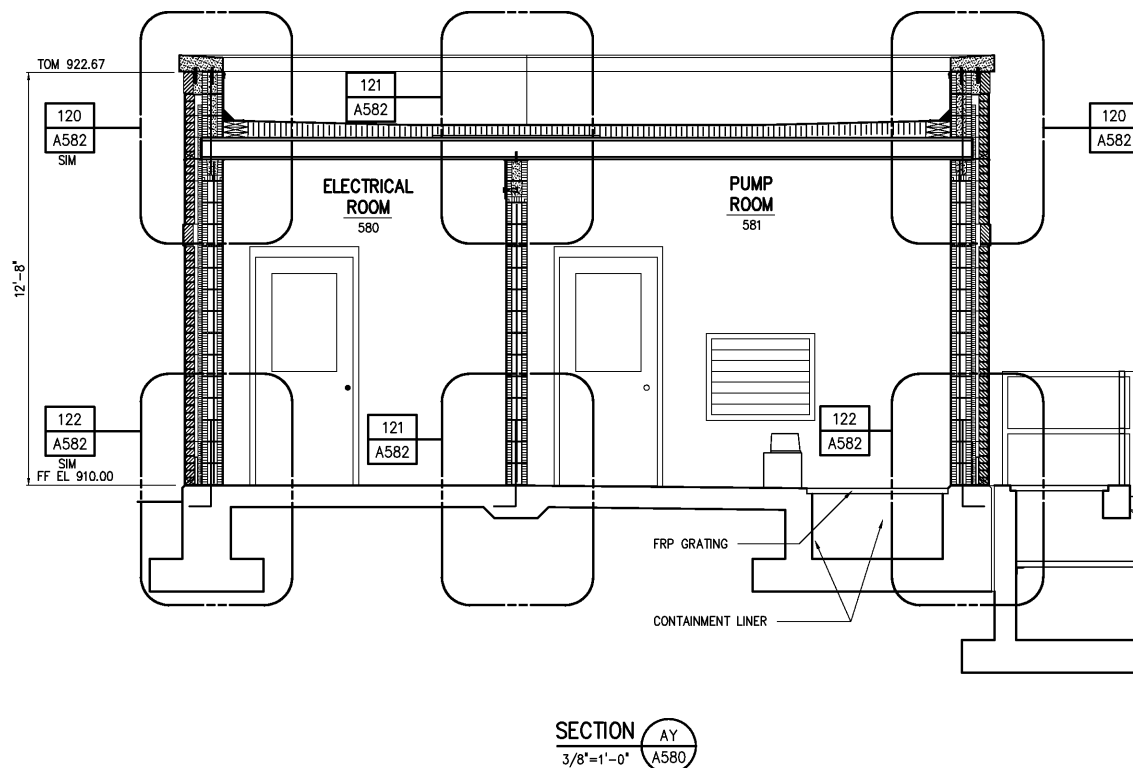 TOM 922.67
121
A582
120
A582
SIM
120
A582
ELECTRICAL
ROOM
580
PUMP
ROOM
581
12'-8"
122
A582
SIM
121
A582
122
A582
FF EL 910.00
FRP GRATING
CONTAINMENT LINER
SECTION
3/8"=1'-0"
AY
A580